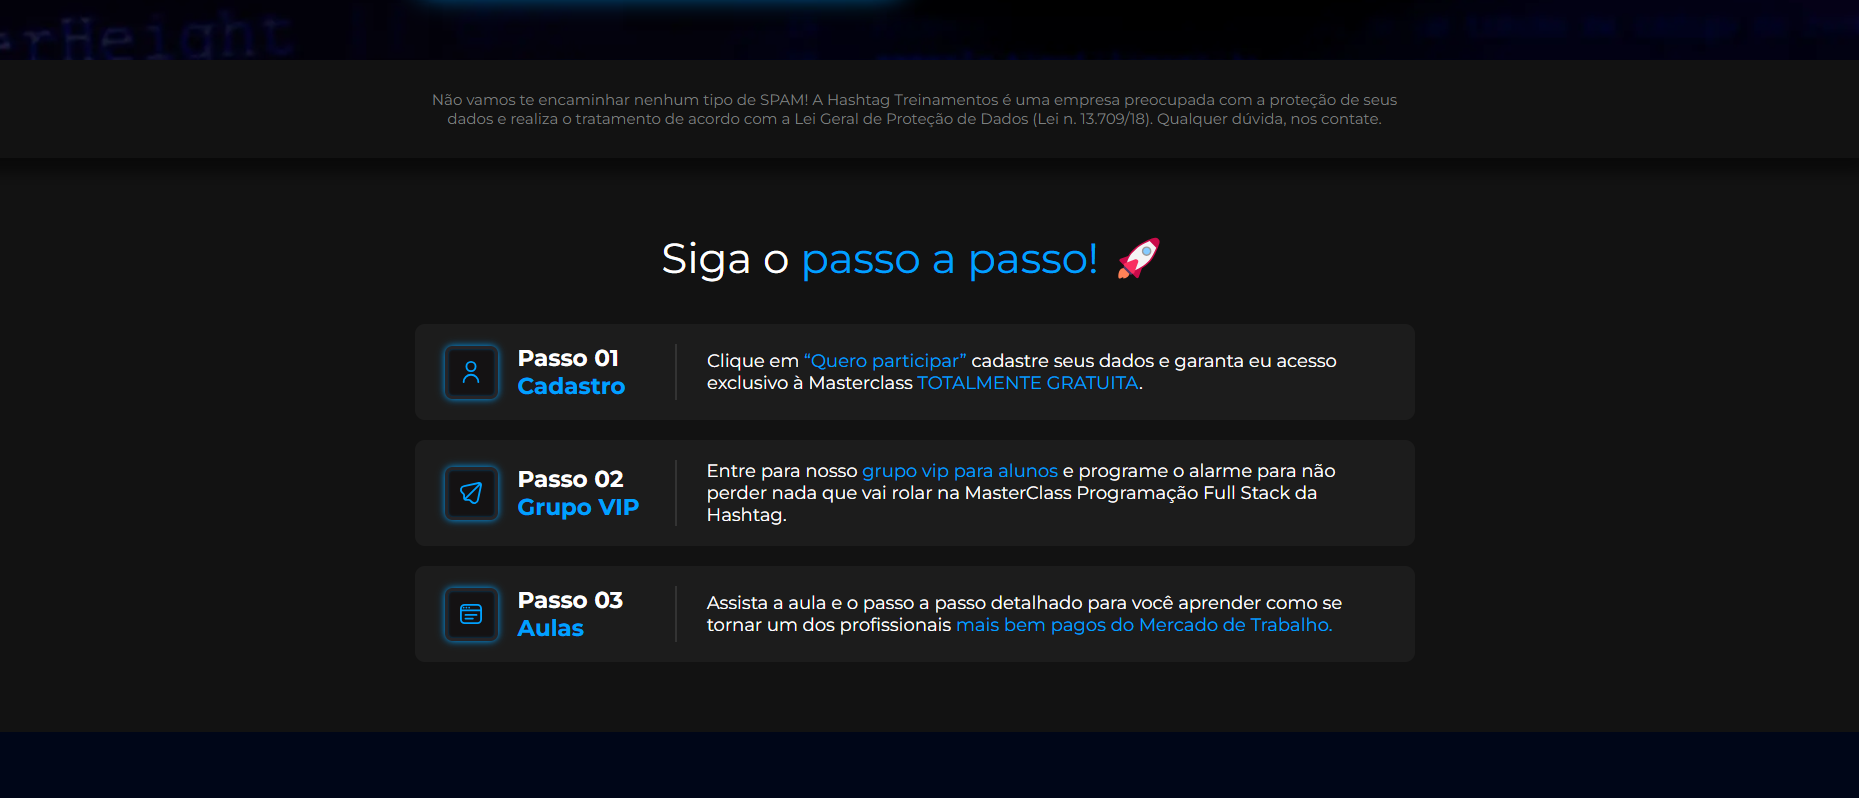 erHeight
Não vamos te encaminhar nenhum tipo de SPAM! A Hashtag Treinamentos é uma empresa preocupada com a proteção de seus
dados e realiza o tratamento de acordo com a Lei Geral de Proteção de Dados (Lei n. 13.709/18). Qualquer dúvida, nos contate.
Siga o passo a passo! 🚀
Passo 01
Cadastro
Clique em “Quero participar” cadastre seus dados e garanta eu acesso
exclusivo à Masterclass TOTALMENTE GRATUITA.
Passo 02
Grupo VIP
Entre para nosso grupo vip para alunos e programe o alarme para não
perder nada que vai rolar na MasterClass Programação Full Stack da
Hashtag.
Passo 03
Aulas
Assista a aula e o passo a passo detalhado para você aprender como se
tornar um dos profissionais mais bem pagos do Mercado de Trabalho.